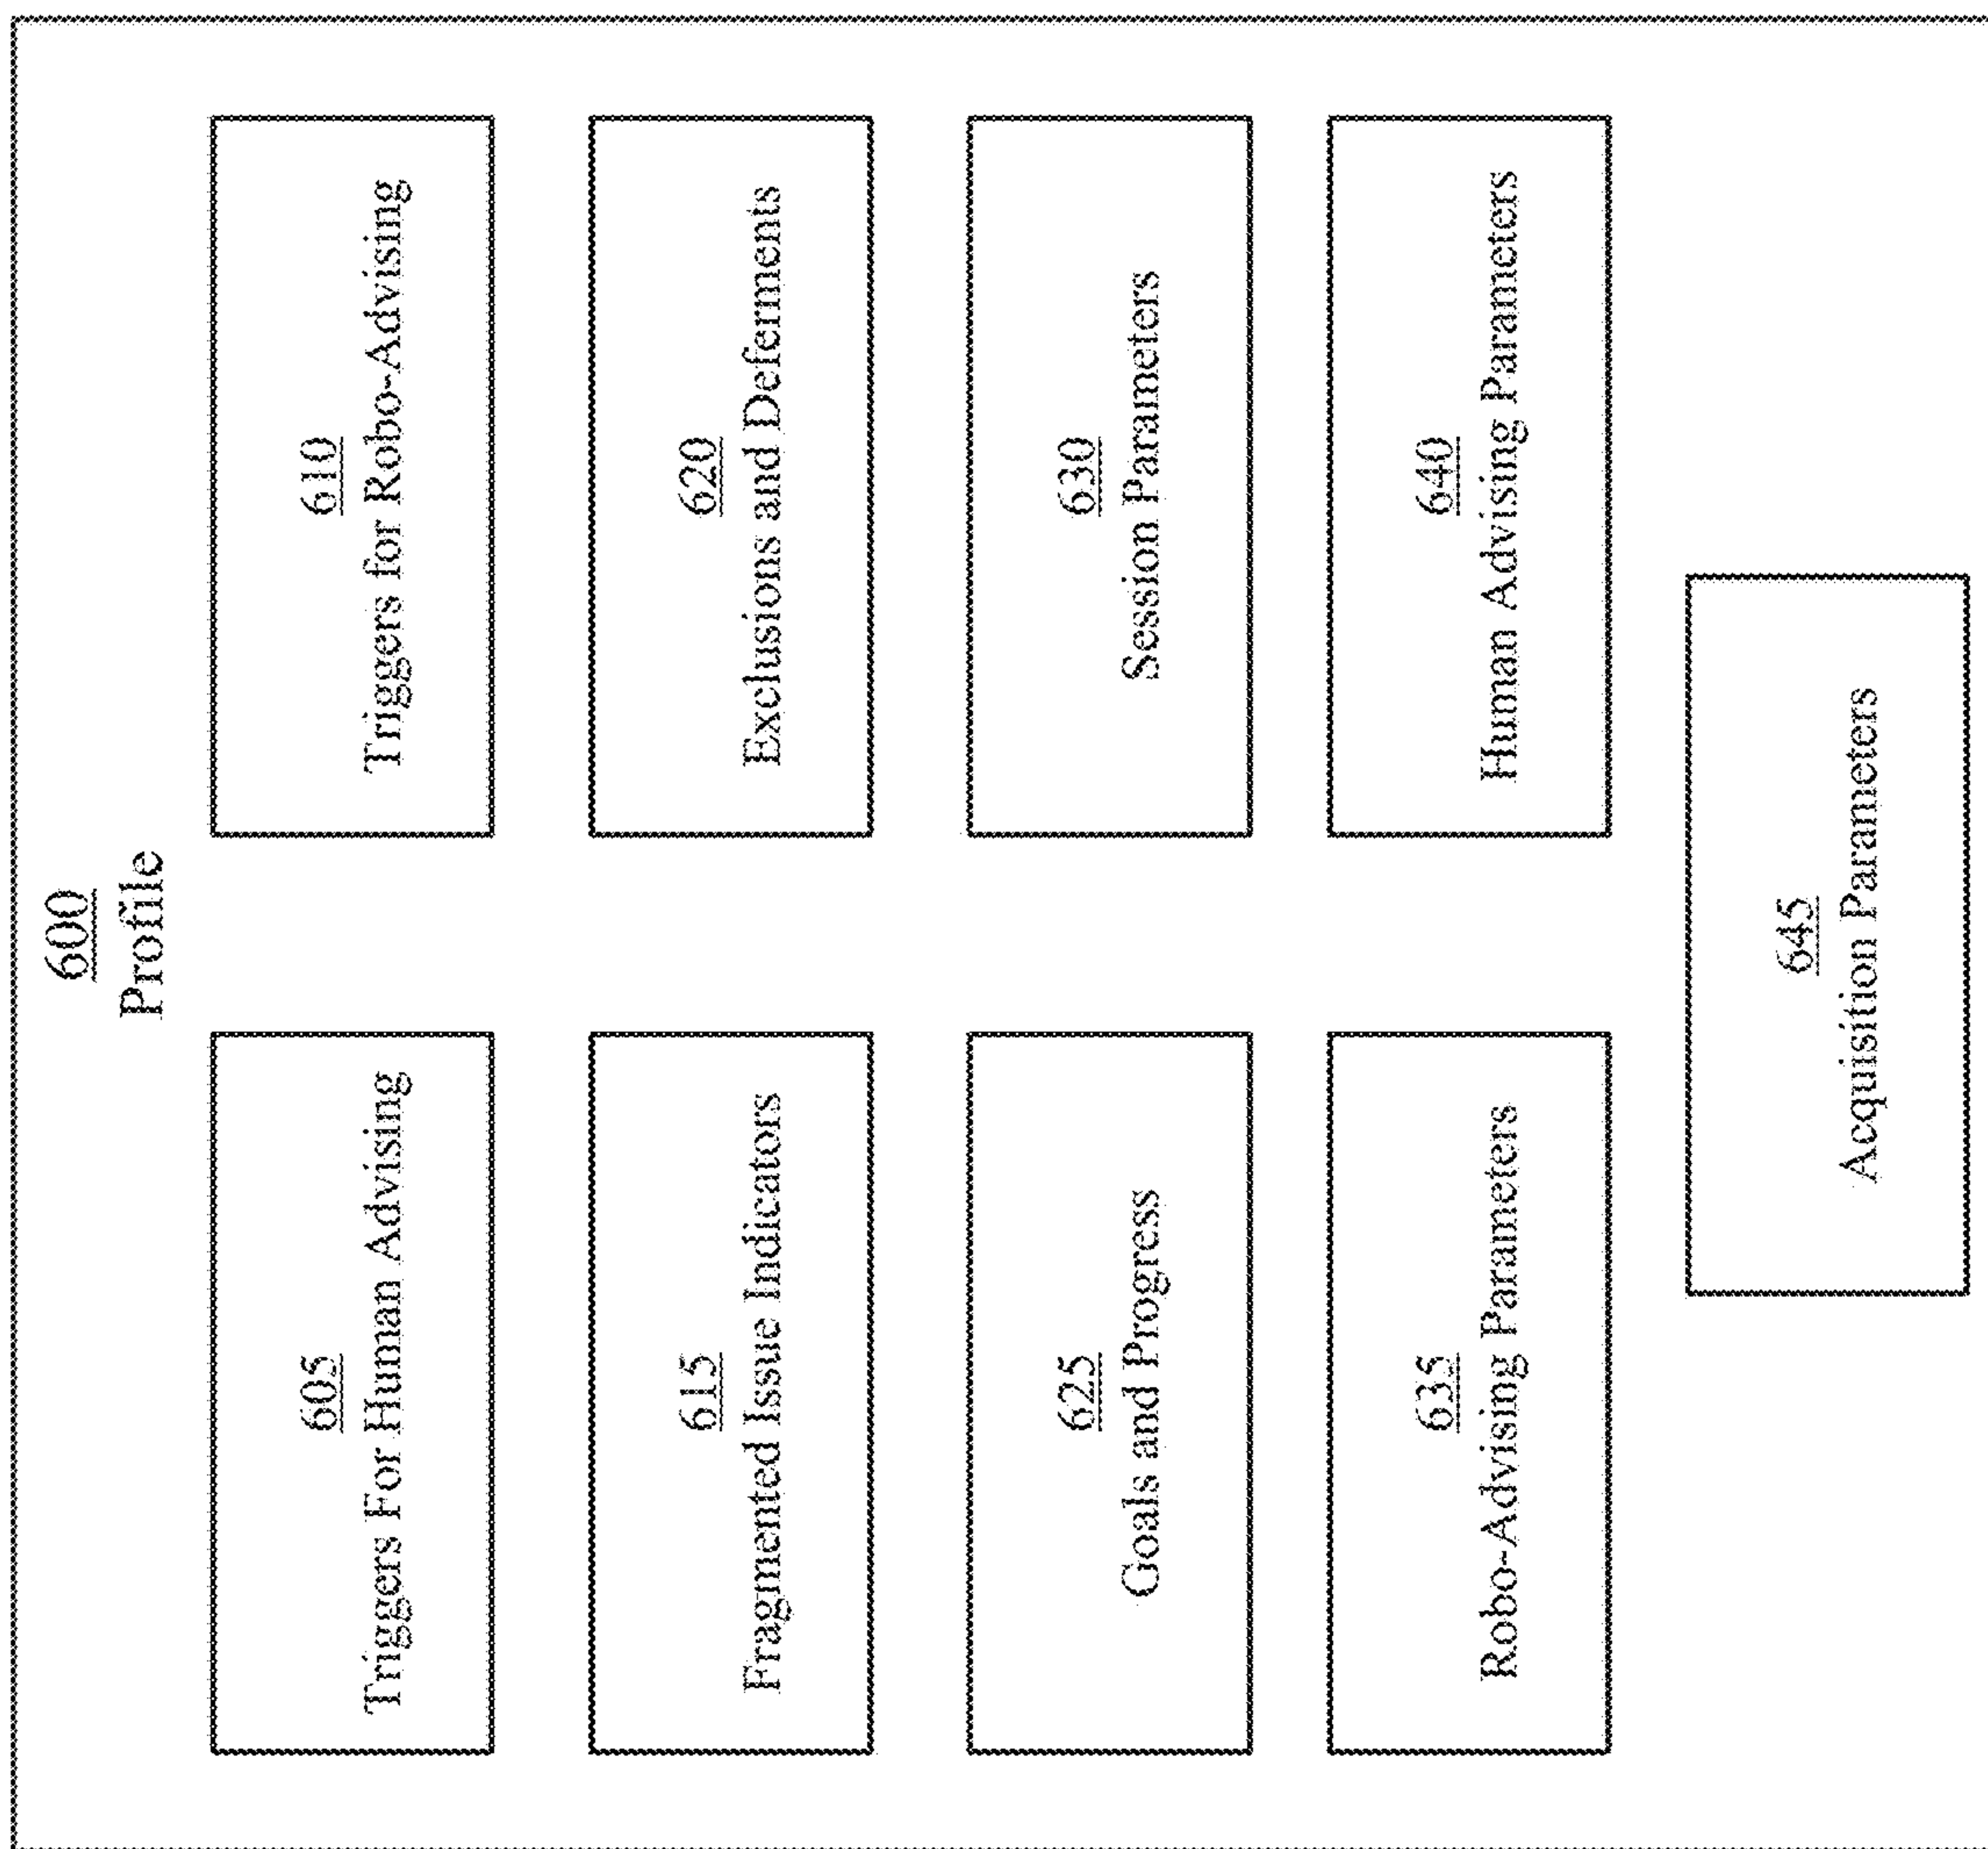 600
Profile
605
Triggers For Human Advising
610
Triggers for Robo-Advising
615
Fragmented Issue Indicators
620
Exclusions and Deferments
625
Goals and Progress
630
Session Parameters
635
Robo-Advising Parameters
640
Human Advising Parameters
645
Acquisition Parameters